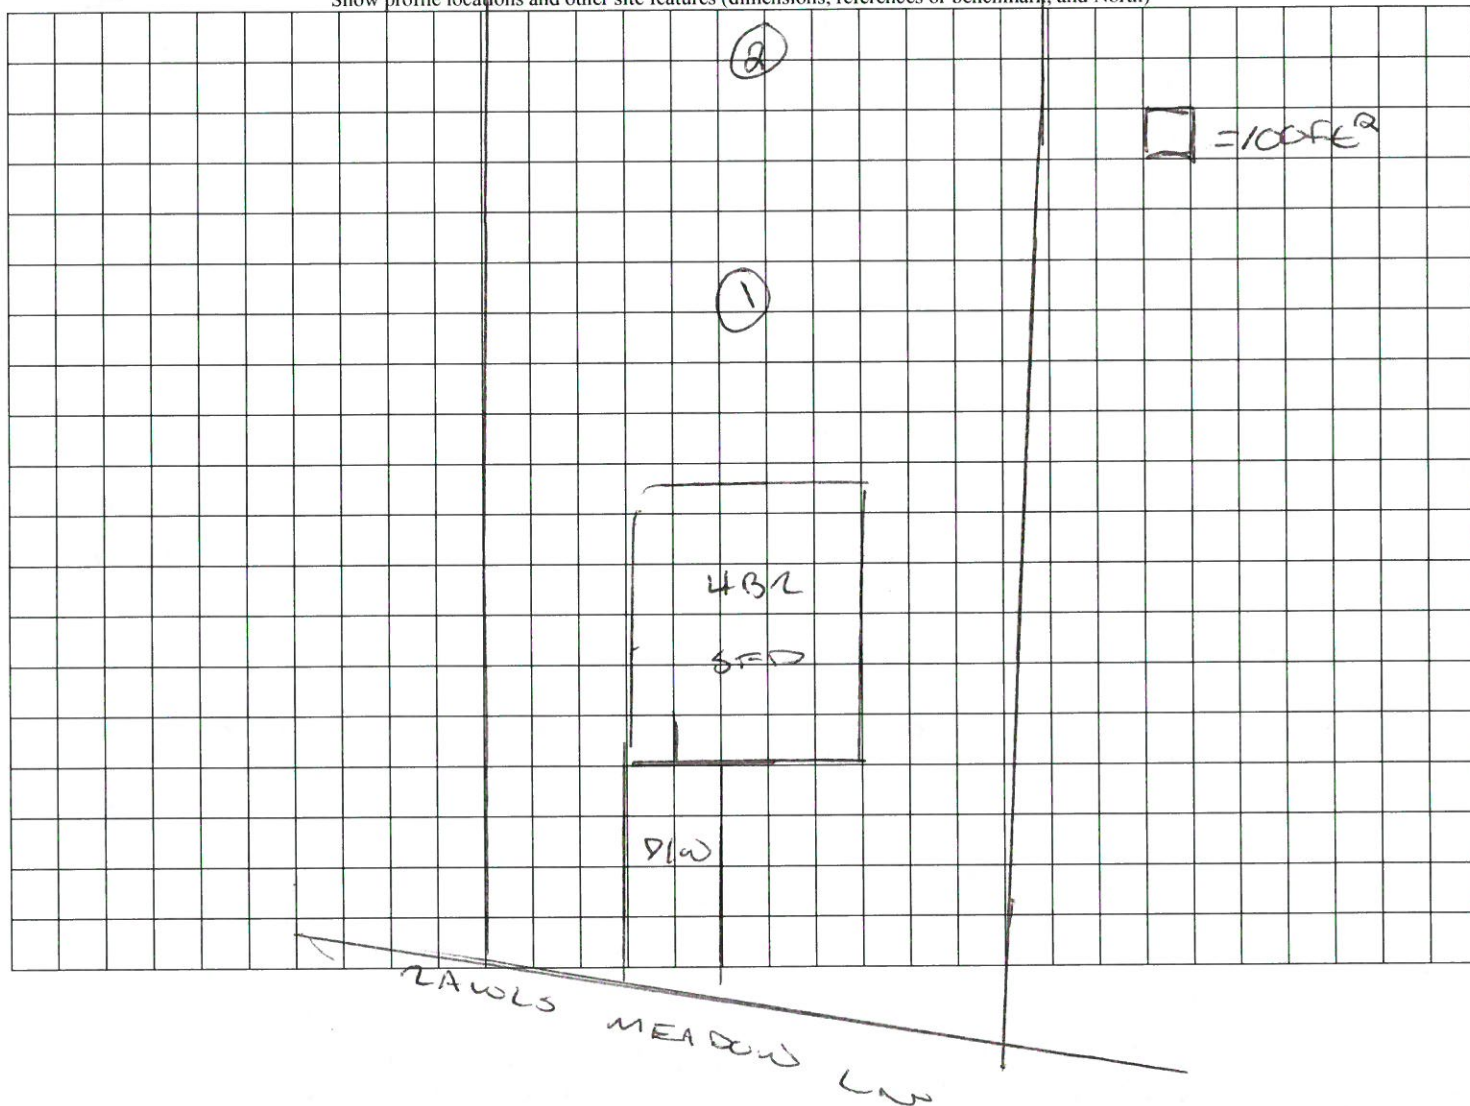 Show profile locations and other site features (dimensions, references or benchmark, and North)
2
=100ft²
1
4BR
SFD
D/W
RAWLS MEADOW LN